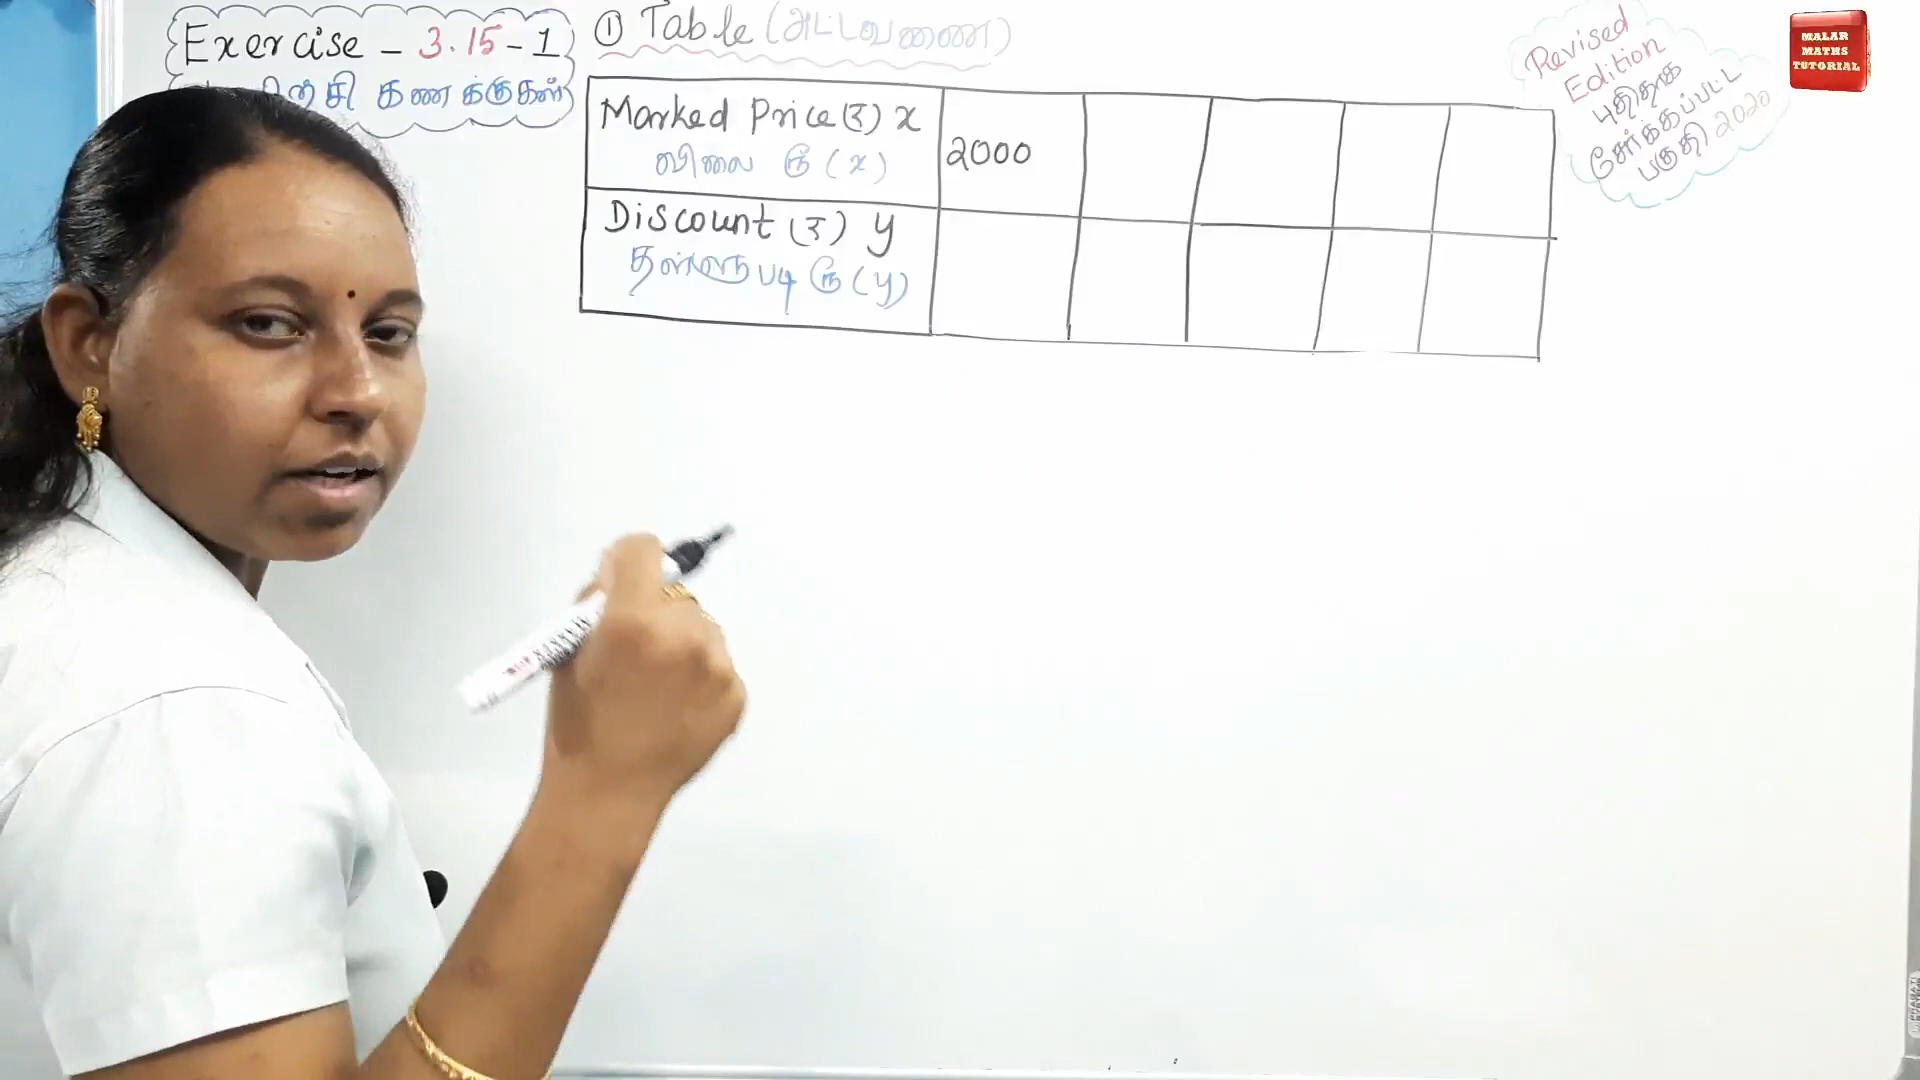 Exercise - 3.15 - 1
கணக்குகள்
① Table (அட்டவணை)
Marked Price (₹) x
விலை ரூ (x)
2000
Discount (₹) y
தள்ளுபடி ரூ (y)
Revised
Edition
புதிதாக
சேர்க்கப்பட்ட
பகுதி 2020
MALAR
MATHS
TUTORIAL